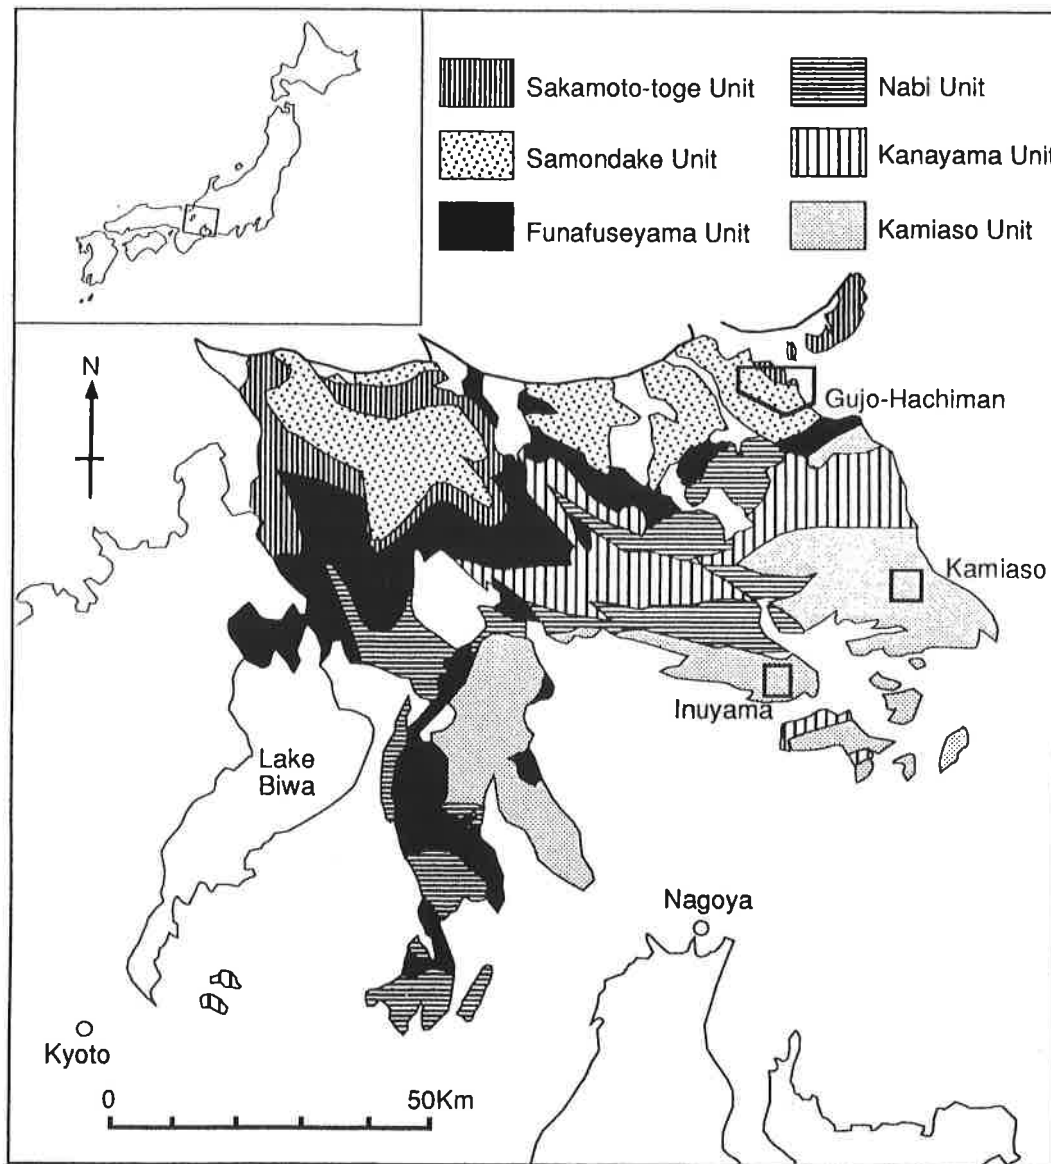 Sakamoto-toge Unit
Nabi Unit
Samondake Unit
Kanayama Unit
Funafuseyama Unit
Kamiaso Unit
N
Gujo-Hachiman
Kamiaso
Inuyama
Lake
Biwa
Nagoya
Kyoto
0 50Km